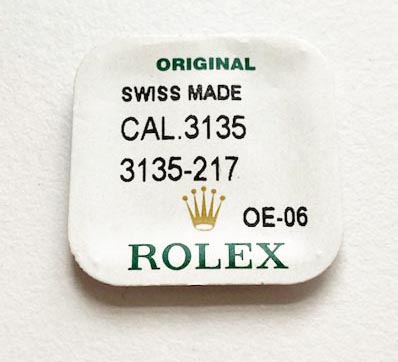 ORIGINAL
SWISS MADE
CAL.3135
3135-217
OE-06
ROLEX